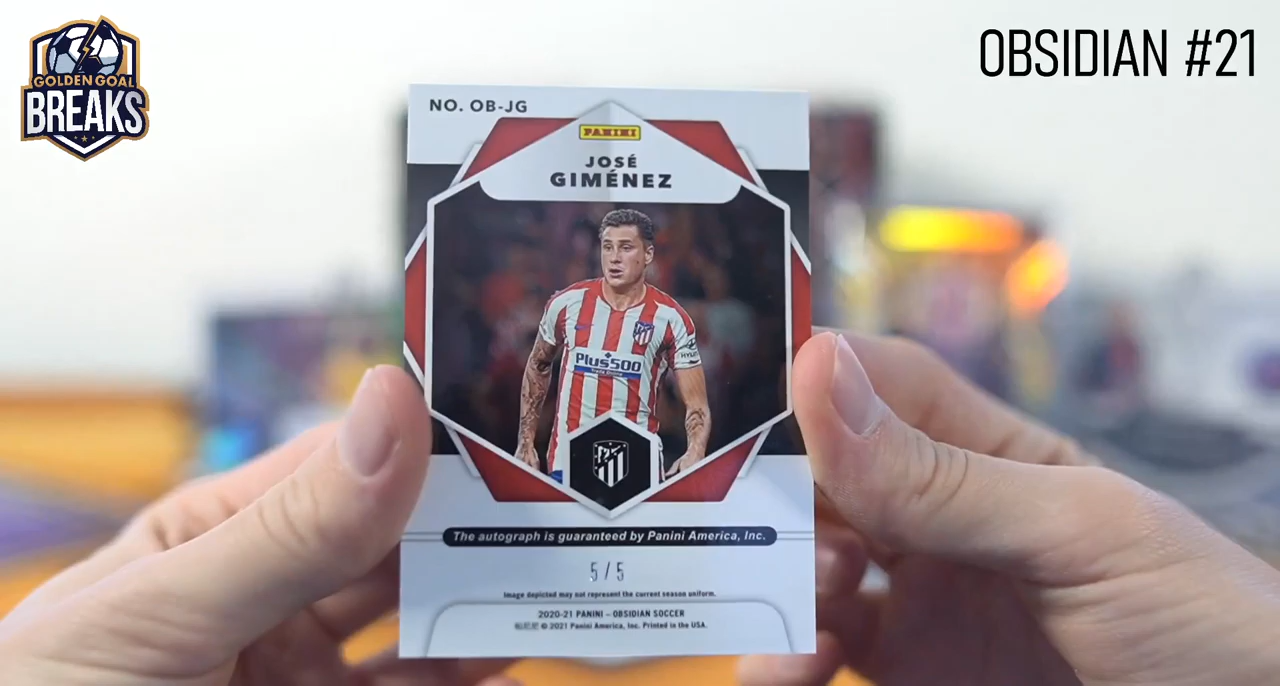 GOLDEN GOAL
BREAKS
OBSIDIAN #21
NO. OB-JG
PANINI
JOSÉ
GIMÉNEZ
Plus500
Trade Online
The autograph is guaranteed by Panini America, Inc.
5/5
Image depicted may not represent the current season uniform.
2020-21 PANINI – OBSIDIAN SOCCER
© 2021 Panini America, Inc. Printed in the USA.